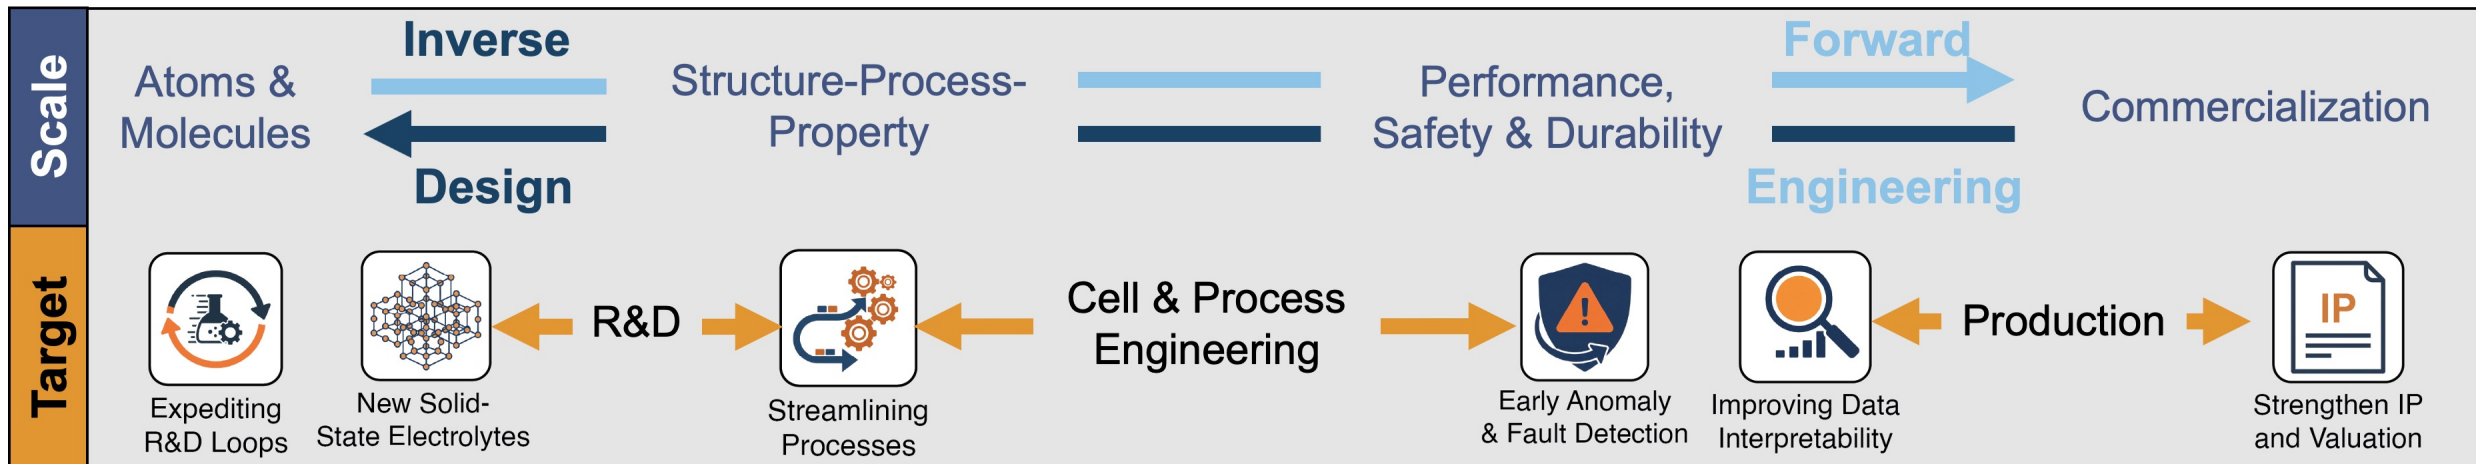 Scale
Inverse
Forward
Atoms &
Molecules
Structure-Process-
Property
Performance,
Safety & Durability
Commercialization
Design
Engineering
Target
R&D
Cell & Process
Engineering
Production
IP
Expediting
R&D Loops
New Solid-
State Electrolytes
Streamlining
Processes
Early Anomaly
& Fault Detection
Improving Data
Interpretability
Strengthen IP
and Valuation